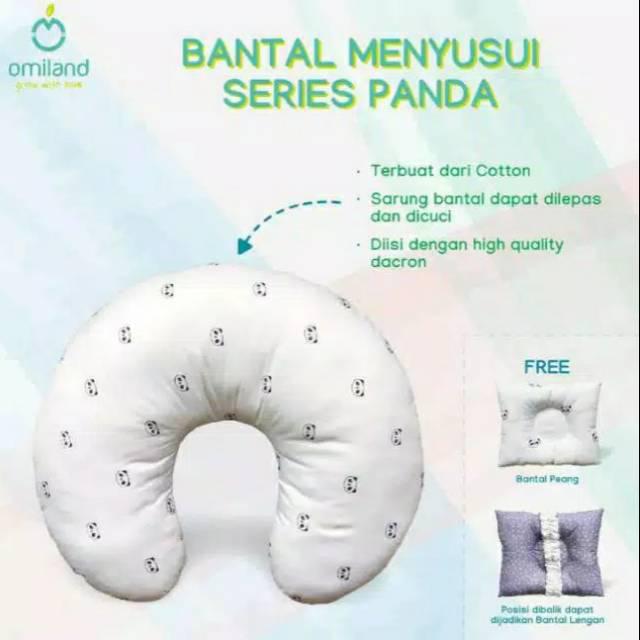 omiland
grow with love
BANTAL MENYUSUI
SERIES PANDA
· Terbuat dari Cotton
· Sarung bantal dapat dilepas
dan dicuci
· Diisi dengan high quality
dacron
FREE
Bantal Peang
Posisi dibalik dapat
dijadikan Bantal Lengan